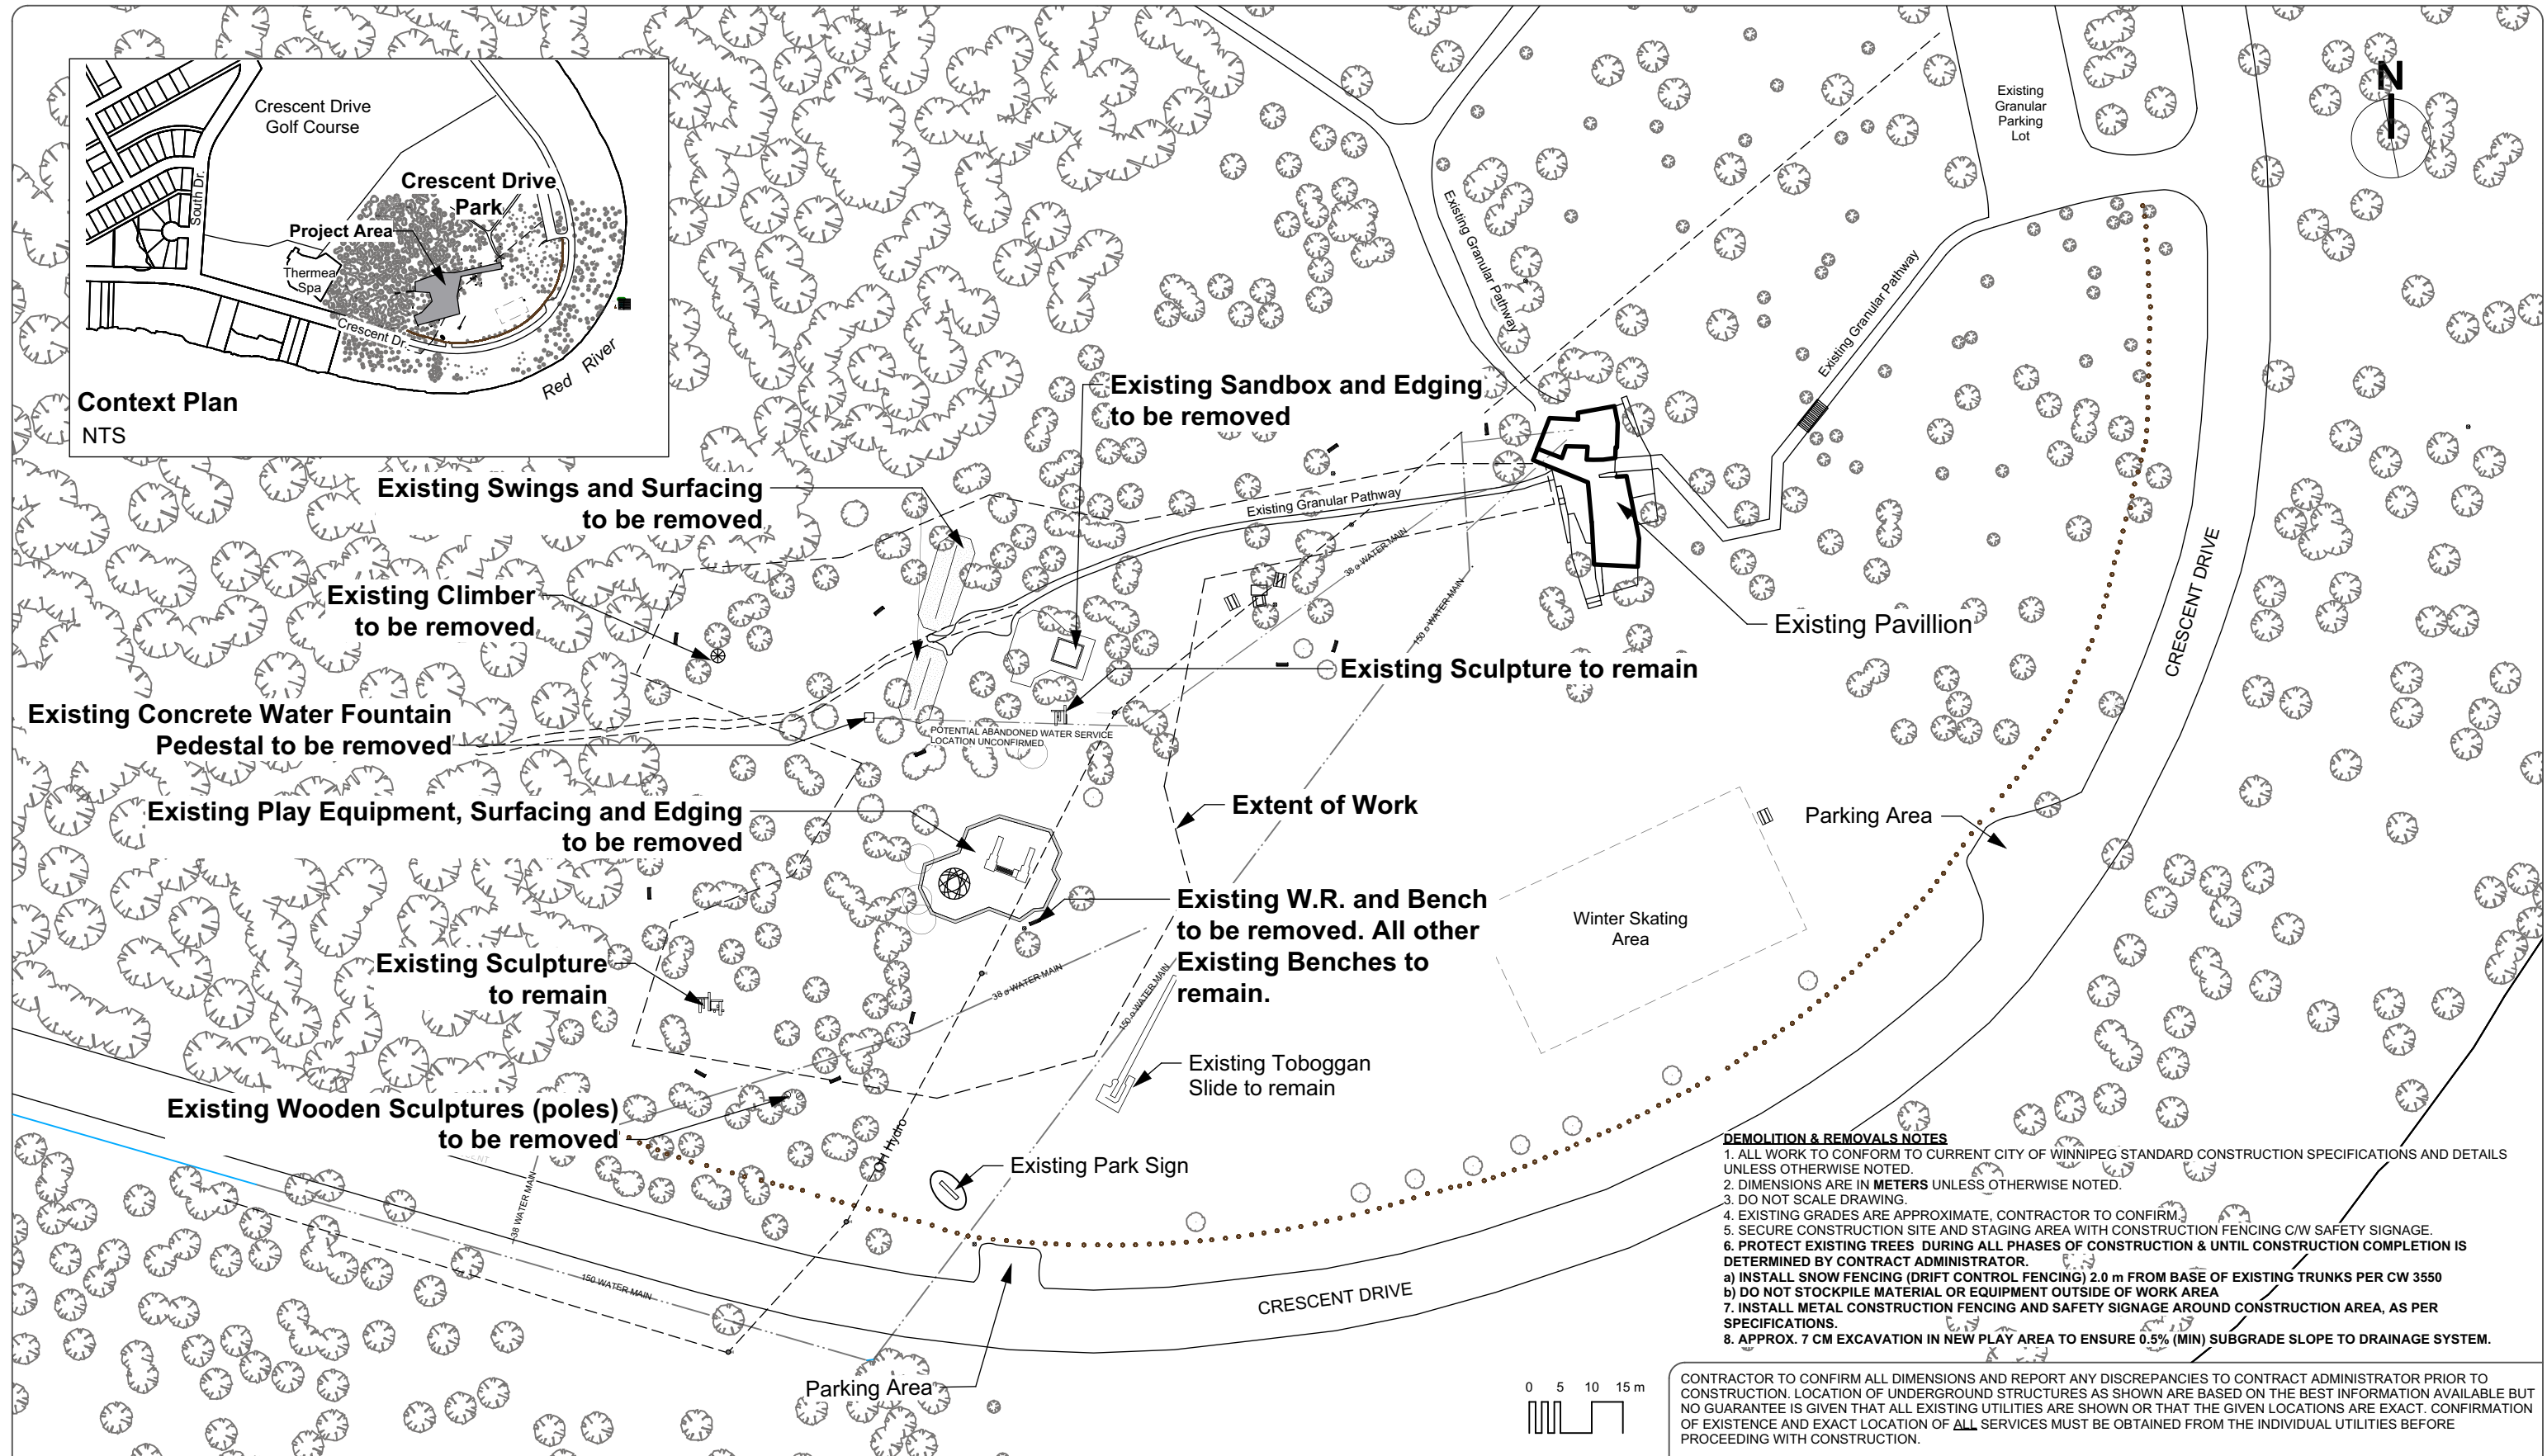 Crescent Drive
Golf Course
South Dr.
Crescent Drive
Park
Project Area
Thermea
Spa
Crescent Dr.
Red River
Context Plan
NTS
Existing
Granular
Parking
Lot
N
Existing Granular Pathway
Existing Granular Pathway
Existing Sandbox and Edging
to be removed
Existing Swings and Surfacing
to be removed
Existing Granular Pathway
38 ø WATER MAIN
150 ø WATER MAIN
Existing Climber
to be removed
Existing Pavillion
CRESCENT DRIVE
Existing Sculpture to remain
Existing Concrete Water Fountain
Pedestal to be removed
POTENTIAL ABANDONED WATER SERVICE
LOCATION UNCONFIRMED
Existing Play Equipment, Surfacing and Edging
to be removed
Extent of Work
Parking Area
Existing W.R. and Bench
to be removed. All other
Existing Benches to
remain.
Winter Skating
Area
Existing Sculpture
to remain
38 ø WATER MAIN
150 ø WATER MAIN
Existing Toboggan
Slide to remain
Existing Wooden Sculptures (poles)
to be removed
OH Hydro
Existing Park Sign
38 WATER MAIN
150 WATER MAIN
CRESCENT DRIVE
Parking Area
DEMOLITION & REMOVALS NOTES
1. ALL WORK TO CONFORM TO CURRENT CITY OF WINNIPEG STANDARD CONSTRUCTION SPECIFICATIONS AND DETAILS
UNLESS OTHERWISE NOTED.
2. DIMENSIONS ARE IN METERS UNLESS OTHERWISE NOTED.
3. DO NOT SCALE DRAWING.
4. EXISTING GRADES ARE APPROXIMATE, CONTRACTOR TO CONFIRM.
5. SECURE CONSTRUCTION SITE AND STAGING AREA WITH CONSTRUCTION FENCING C/W SAFETY SIGNAGE.
6. PROTECT EXISTING TREES DURING ALL PHASES OF CONSTRUCTION & UNTIL CONSTRUCTION COMPLETION IS
DETERMINED BY CONTRACT ADMINISTRATOR.
a) INSTALL SNOW FENCING (DRIFT CONTROL FENCING) 2.0 m FROM BASE OF EXISTING TRUNKS PER CW 3550
b) DO NOT STOCKPILE MATERIAL OR EQUIPMENT OUTSIDE OF WORK AREA
7. INSTALL METAL CONSTRUCTION FENCING AND SAFETY SIGNAGE AROUND CONSTRUCTION AREA, AS PER
SPECIFICATIONS.
8. APPROX. 7 CM EXCAVATION IN NEW PLAY AREA TO ENSURE 0.5% (MIN) SUBGRADE SLOPE TO DRAINAGE SYSTEM.
0 5 10 15 m
CONTRACTOR TO CONFIRM ALL DIMENSIONS AND REPORT ANY DISCREPANCIES TO CONTRACT ADMINISTRATOR PRIOR TO
CONSTRUCTION. LOCATION OF UNDERGROUND STRUCTURES AS SHOWN ARE BASED ON THE BEST INFORMATION AVAILABLE BUT
NO GUARANTEE IS GIVEN THAT ALL EXISTING UTILITIES ARE SHOWN OR THAT THE GIVEN LOCATIONS ARE EXACT. CONFIRMATION
OF EXISTENCE AND EXACT LOCATION OF ALL SERVICES MUST BE OBTAINED FROM THE INDIVIDUAL UTILITIES BEFORE
PROCEEDING WITH CONSTRUCTION.